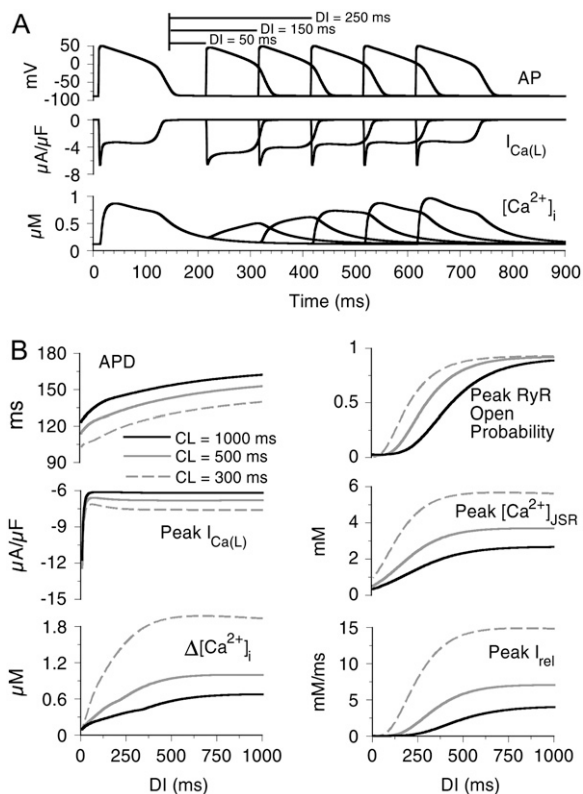 A
DI = 250 ms
DI = 150 ms
DI = 50 ms
50
0
-50
-100
mV
AP
0
-4
-8
µA/µF
I Ca(L)
1
0.5
0
µM
[Ca2+]i
0 100 200 300 400 500 600 700 800 900
Time (ms)
B
APD
180
150
120
90
ms
CL = 1000 ms
CL = 500 ms
CL = 300 ms
1
0.5
0
Peak RyR
Open
Probability
-6
-9
-12
-15
µA/µF
Peak I Ca(L)
6
4
2
0
mM
Peak [Ca2+]JSR
1.8
1.2
0.6
0
µM
Δ[Ca2+]i
0 250 500 750 1000
DI (ms)
15
10
5
0
mM/ms
Peak I rel
0 250 500 750 1000
DI (ms)